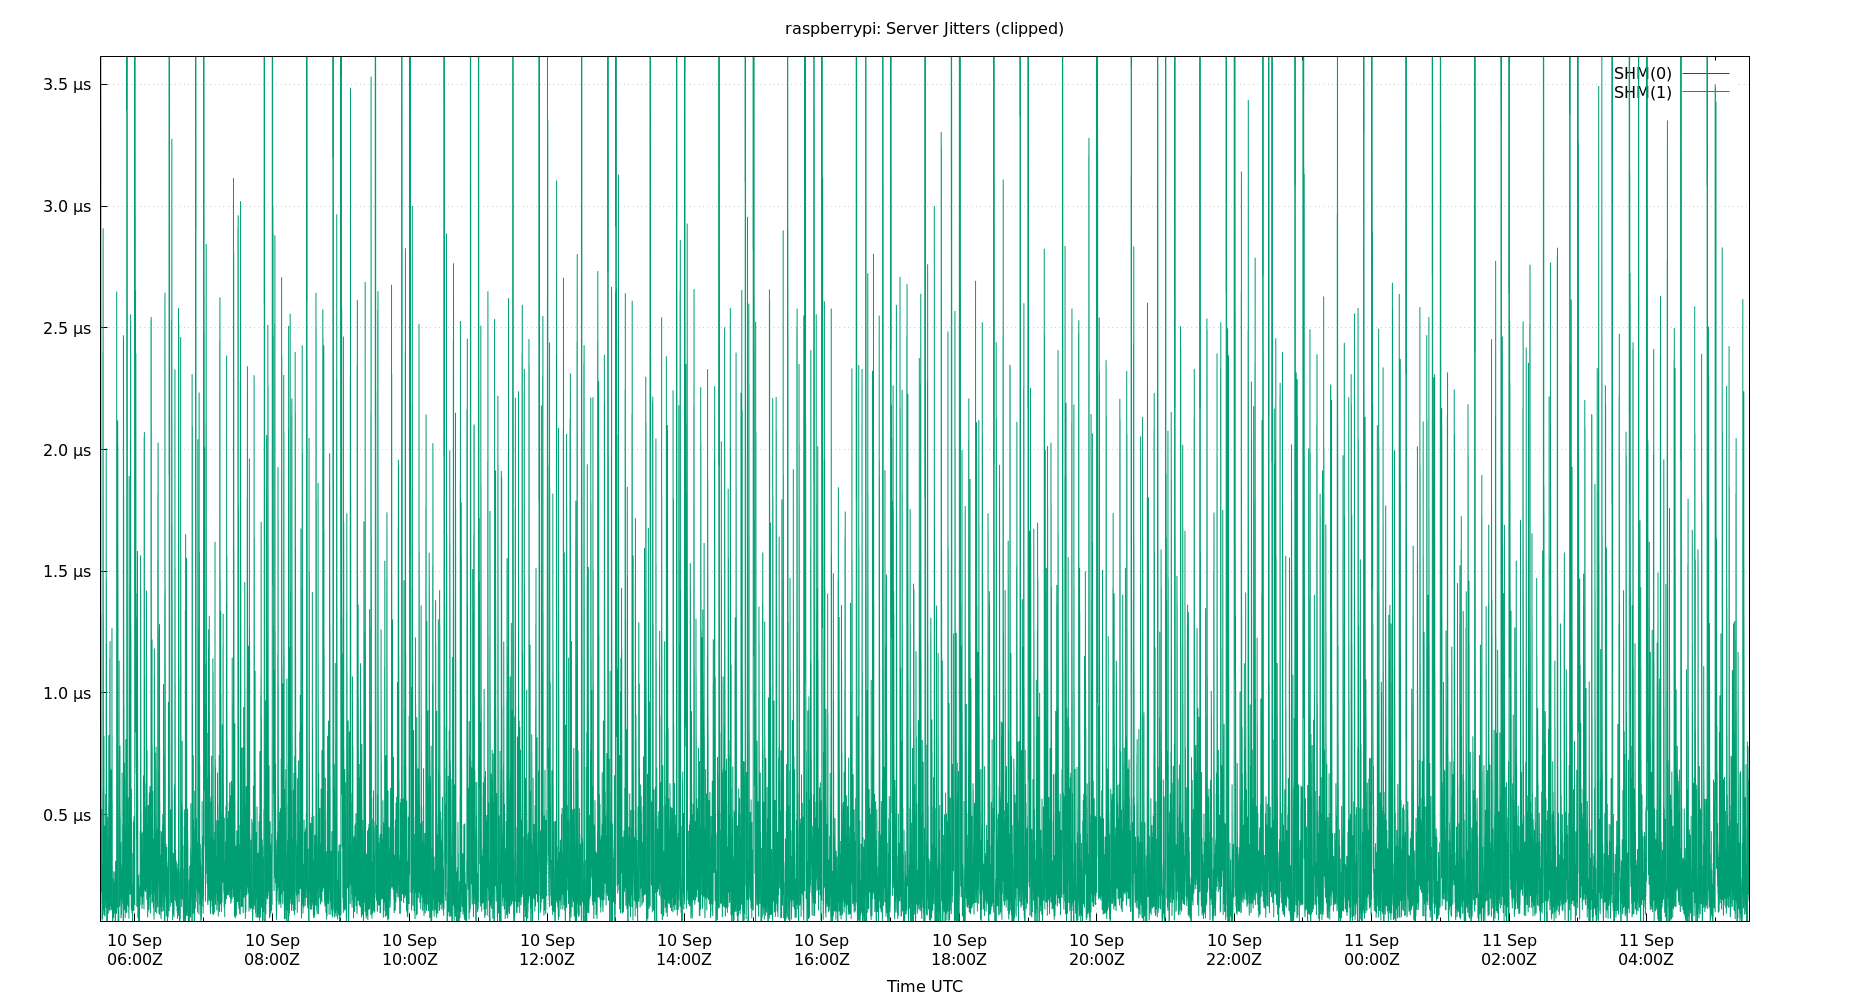 raspberrypi: Server Jitters (clipped)
3.5 µs
3.0 µs
2.5 µs
2.0 µs
1.5 µs
1.0 µs
0.5 µs
SHM(0)
SHM(1)
10 Sep 10 Sep 10 Sep 10 Sep 10 Sep 10 Sep 10 Sep 10 Sep 10 Sep 11 Sep 11 Sep 11 Sep
06:00Z 08:00Z 10:00Z 12:00Z 14:00Z 16:00Z 18:00Z 20:00Z 22:00Z 00:00Z 02:00Z 04:00Z
Time UTC